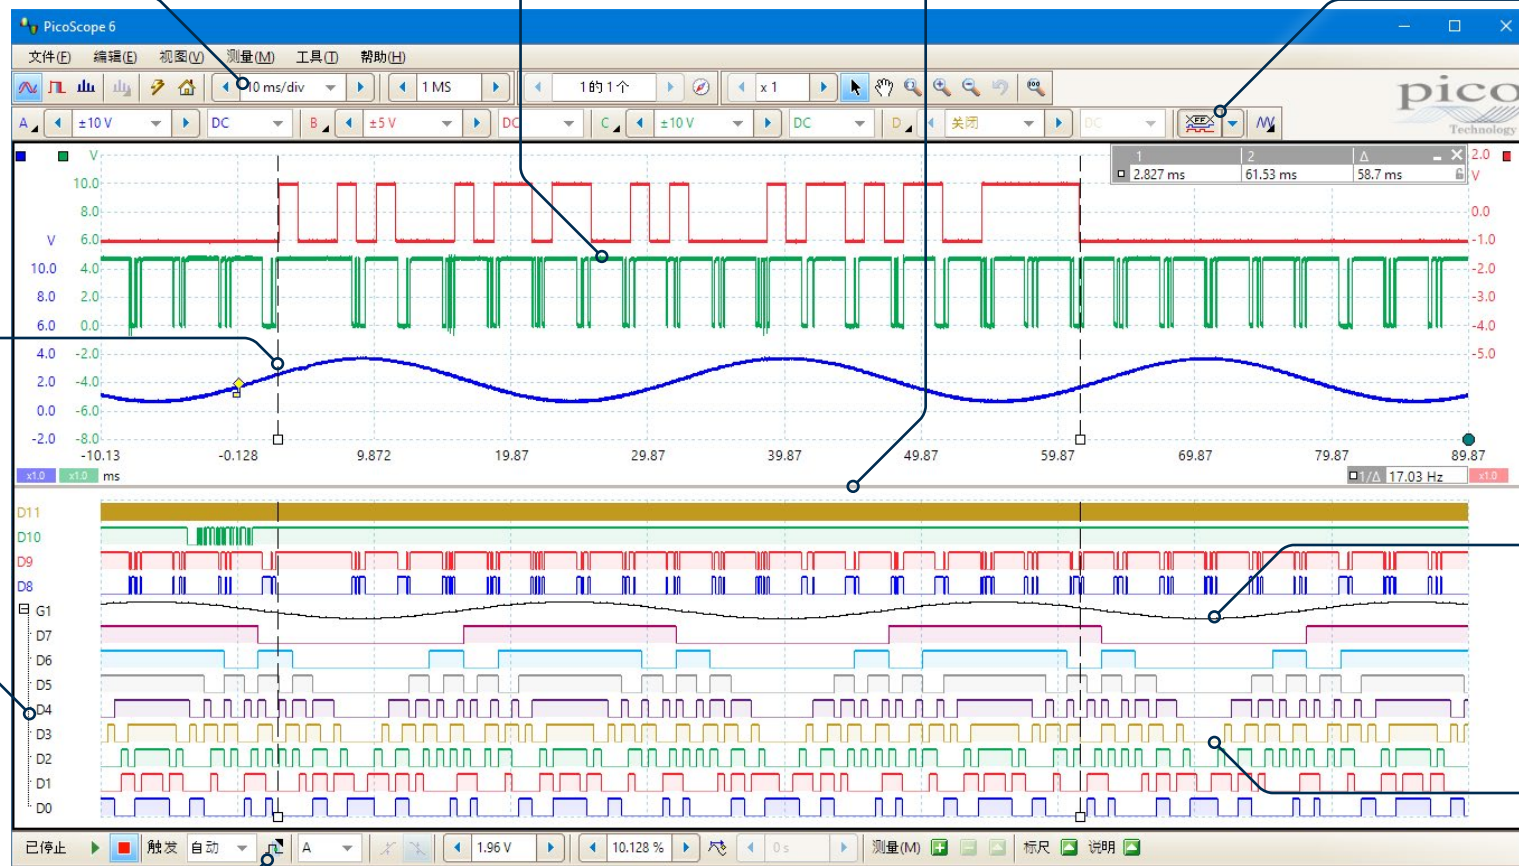 PicoScope 6
文件(F) 编辑(E) 视图(V) 测量(M) 工具(T) 帮助(H)
10 ms/div 1 MS 1的1个 x 1
pico
Technology
A ±10 V DC B ±5 V DC C ±10 V DC D 关闭 DC
1 2 Δ
2.827 ms 61.53 ms 58.7 ms
V
10.0
8.0
6.0
4.0
2.0
0.0
-2.0
-4.0
-6.0
-8.0
V
10.0
8.0
6.0
4.0
2.0
0.0
-2.0
2.0
V
0.0
-1.0
-2.0
-3.0
-4.0
-5.0
-10.13 -0.128 9.872 19.87 29.87 39.87 49.87 59.87 69.87 79.87 89.87
x1.0 x1.0 ms 1/Δ 17.03 Hz x1.0
D11
D10
D9
D8
G1
D7
D6
D5
D4
D3
D2
D1
D0
已停止 触发 自动 A 1.96 V 10.128 % 0 s 测量(M) 标尺 说明